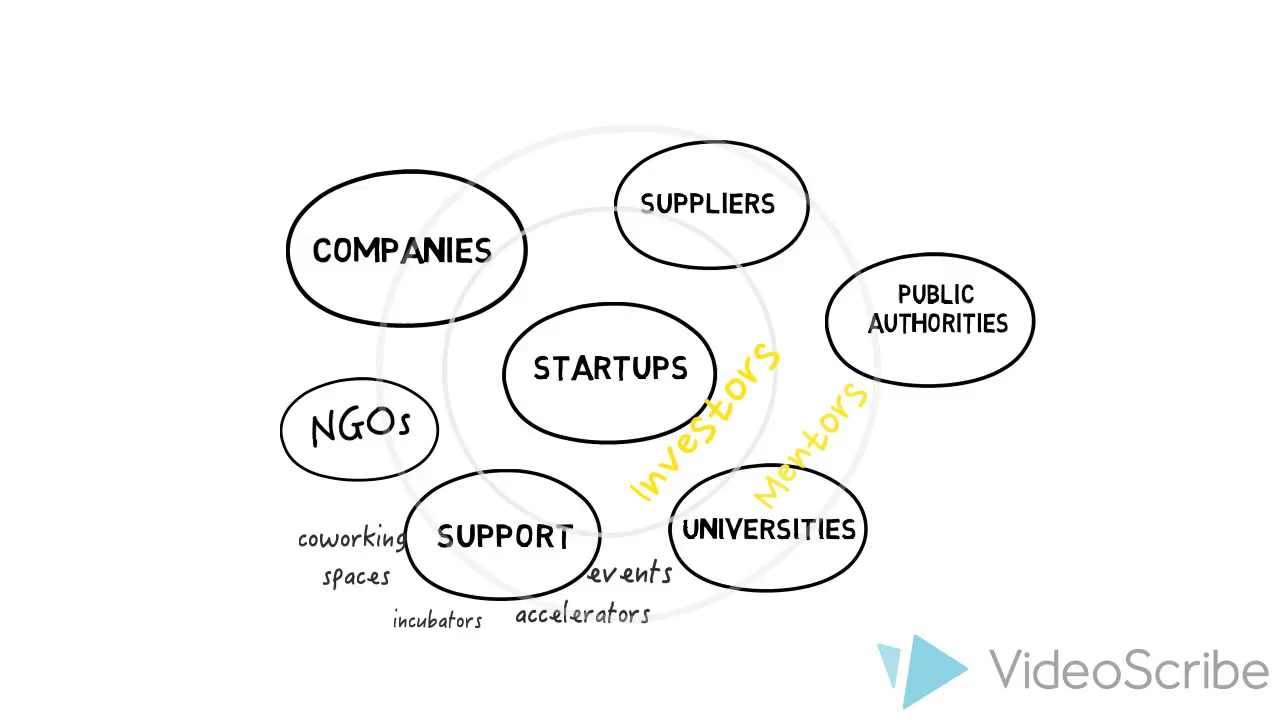 SUPPLIERS
COMPANIES
PUBLIC
AUTHORITIES
STARTUPS
Investors
NGOs
Mentors
SUPPORT
UNIVERSITIES
coworking
spaces
events
incubators
accelerators
VideoScribe